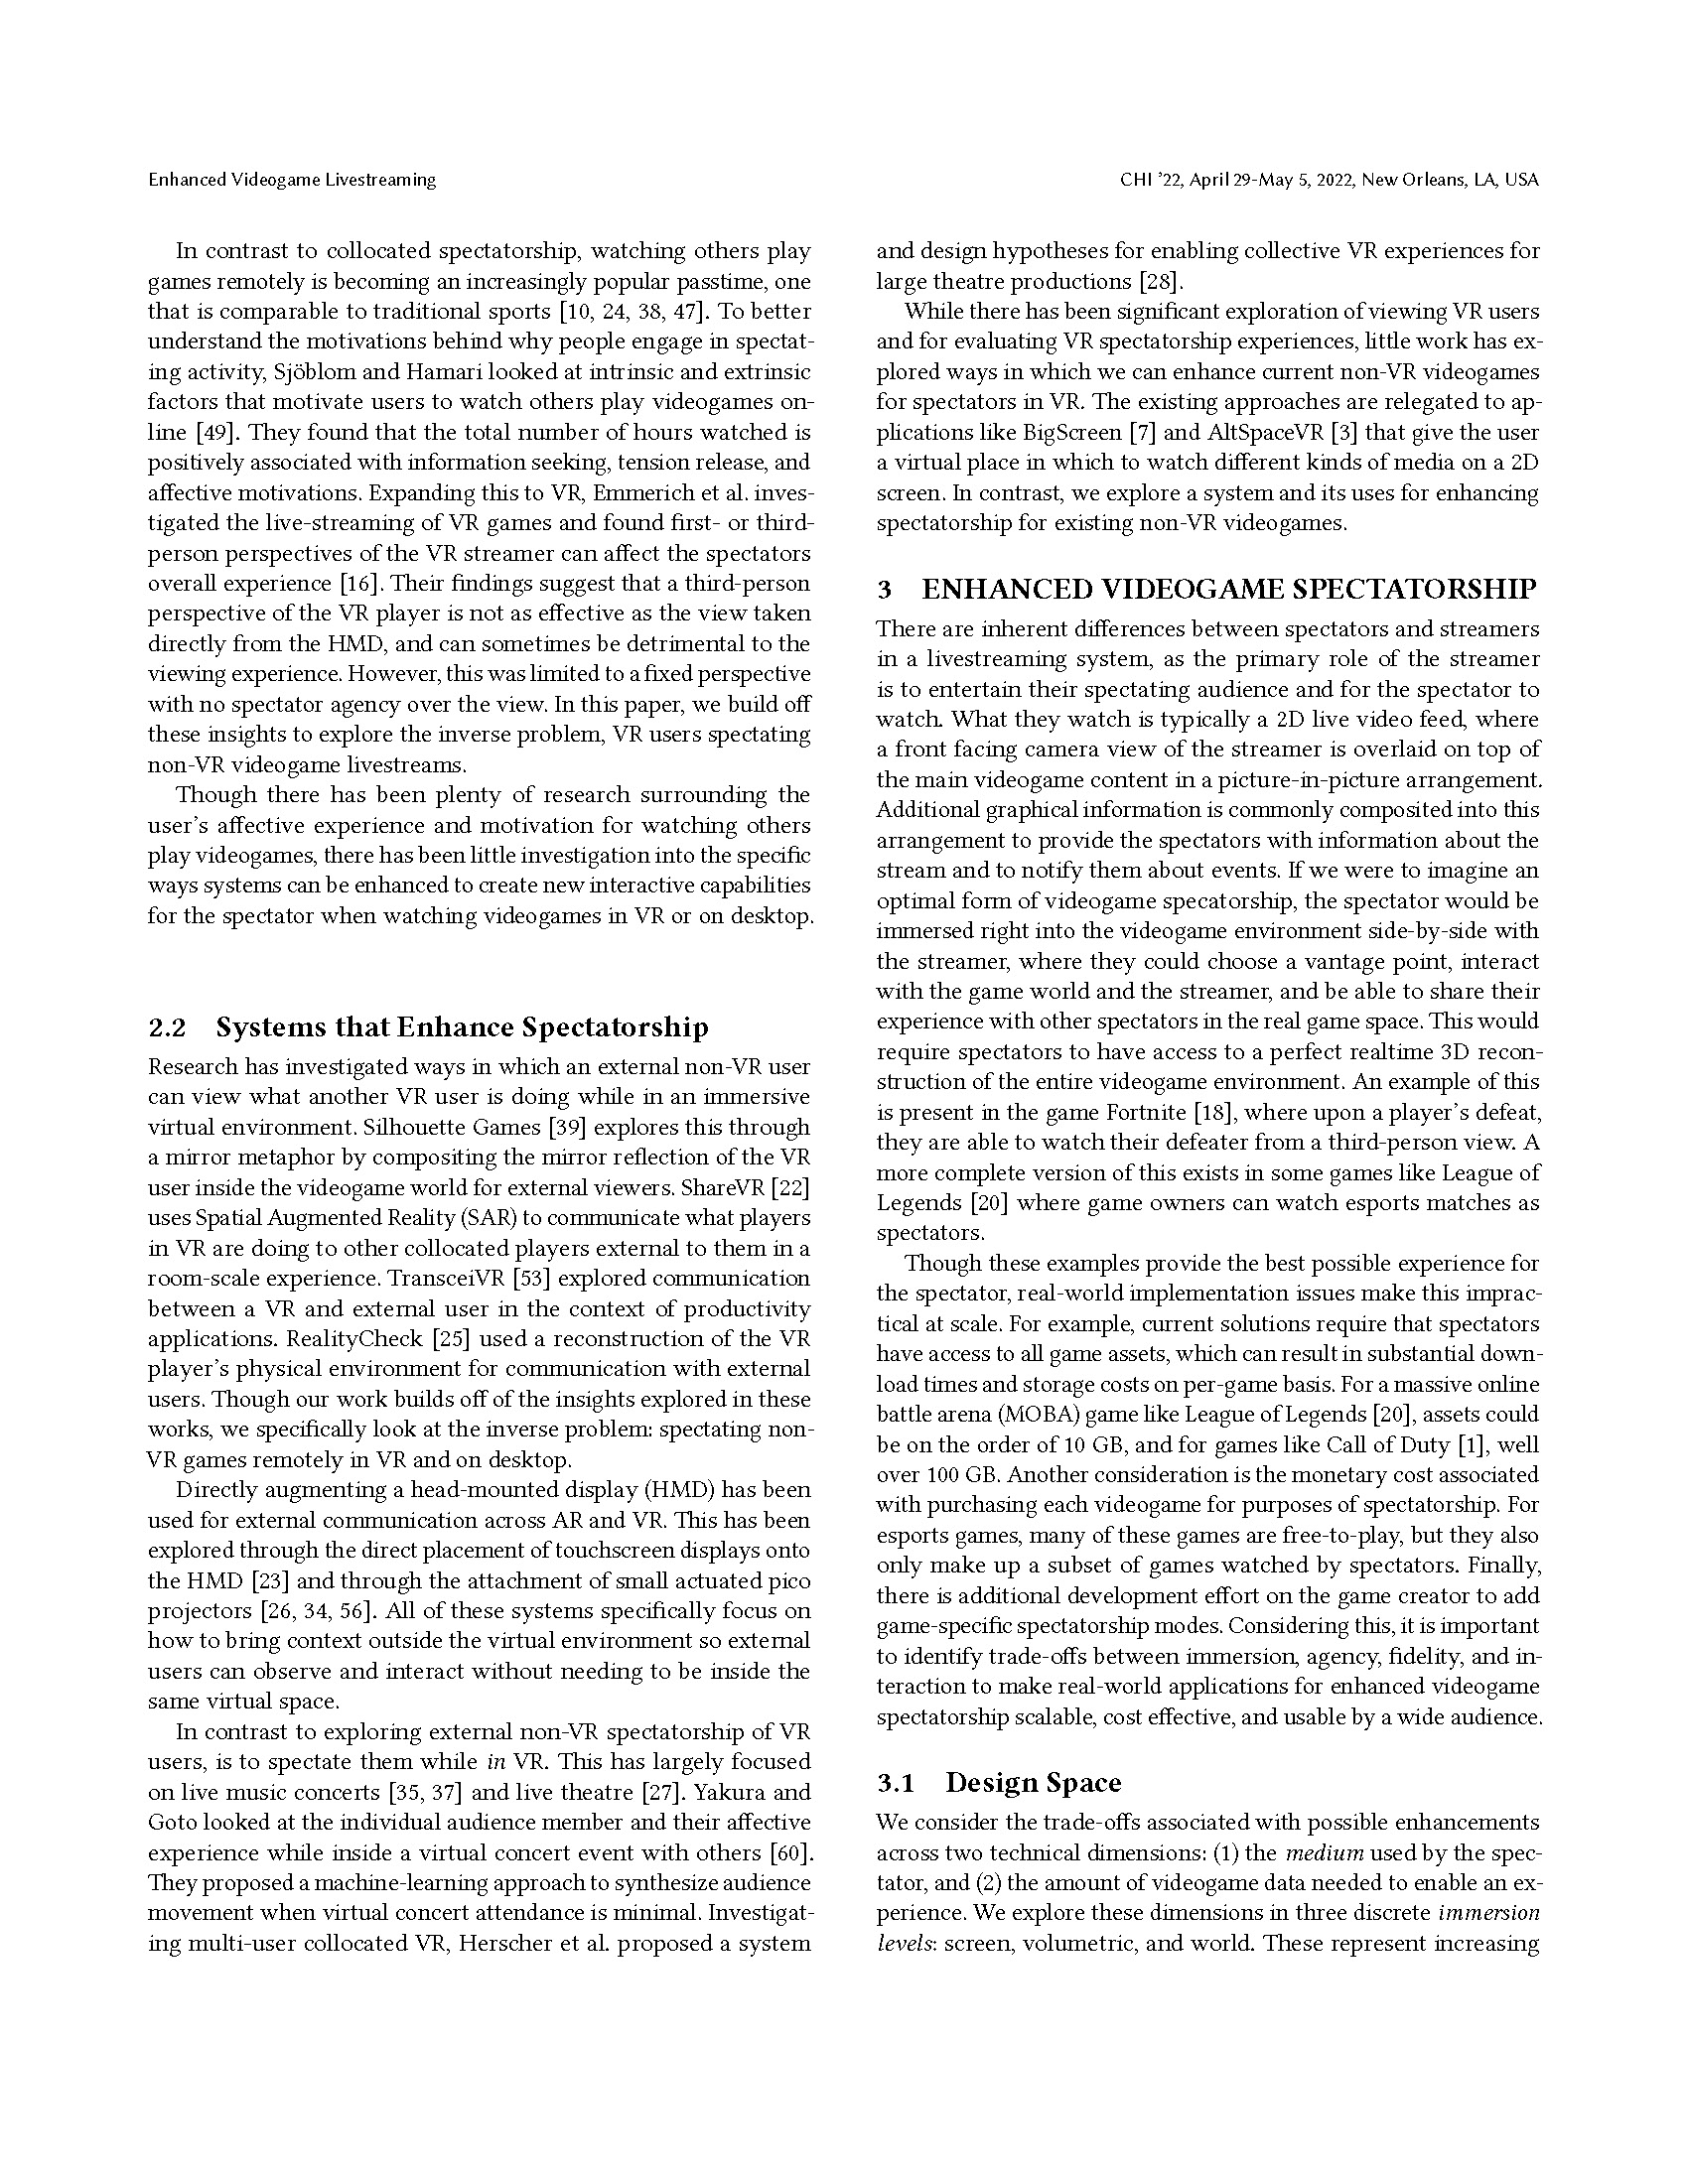 Enhanced Videogame Livestreaming
CHI ’22, April 29-May 5, 2022, New Orleans, LA, USA
In contrast to collocated spectatorship, watching others play
games remotely is becoming an increasingly popular passtime, one
that is comparable to traditional sports [10, 24, 38, 47]. To better
understand the motivations behind why people engage in spectat-
ing activity, Sjöblom and Hamari looked at intrinsic and extrinsic
factors that motivate users to watch others play videogames on-
line [49]. They found that the total number of hours watched is
positively associated with information seeking, tension release, and
affective motivations. Expanding this to VR, Emmerich et al. inves-
tigated the live-streaming of VR games and found first- or third-
person perspectives of the VR streamer can affect the spectators
overall experience [16]. Their findings suggest that a third-person
perspective of the VR player is not as effective as the view taken
directly from the HMD, and can sometimes be detrimental to the
viewing experience. However, this was limited to a fixed perspective
with no spectator agency over the view. In this paper, we build off
these insights to explore the inverse problem, VR users spectating
non-VR videogame livestreams.
Though there has been plenty of research surrounding the
user’s affective experience and motivation for watching others
play videogames, there has been little investigation into the specific
ways systems can be enhanced to create new interactive capabilities
for the spectator when watching videogames in VR or on desktop.
2.2 Systems that Enhance Spectatorship
Research has investigated ways in which an external non-VR user
can view what another VR user is doing while in an immersive
virtual environment. Silhouette Games [39] explores this through
a mirror metaphor by compositing the mirror reflection of the VR
user inside the videogame world for external viewers. ShareVR [22]
uses Spatial Augmented Reality (SAR) to communicate what players
in VR are doing to other collocated players external to them in a
room-scale experience. TransceiVR [53] explored communication
between a VR and external user in the context of productivity
applications. RealityCheck [25] used a reconstruction of the VR
player’s physical environment for communication with external
users. Though our work builds off of the insights explored in these
works, we specifically look at the inverse problem: spectating non-
VR games remotely in VR and on desktop.
Directly augmenting a head-mounted display (HMD) has been
used for external communication across AR and VR. This has been
explored through the direct placement of touchscreen displays onto
the HMD [23] and through the attachment of small actuated pico
projectors [26, 34, 56]. All of these systems specifically focus on
how to bring context outside the virtual environment so external
users can observe and interact without needing to be inside the
same virtual space.
In contrast to exploring external non-VR spectatorship of VR
users, is to spectate them while in VR. This has largely focused
on live music concerts [35, 37] and live theatre [27]. Yakura and
Goto looked at the individual audience member and their affective
experience while inside a virtual concert event with others [60].
They proposed a machine-learning approach to synthesize audience
movement when virtual concert attendance is minimal. Investigat-
ing multi-user collocated VR, Herscher et al. proposed a system
and design hypotheses for enabling collective VR experiences for
large theatre productions [28].
While there has been significant exploration of viewing VR users
and for evaluating VR spectatorship experiences, little work has ex-
plored ways in which we can enhance current non-VR videogames
for spectators in VR. The existing approaches are relegated to ap-
plications like BigScreen [7] and AltSpaceVR [3] that give the user
a virtual place in which to watch different kinds of media on a 2D
screen. In contrast, we explore a system and its uses for enhancing
spectatorship for existing non-VR videogames.
3 ENHANCED VIDEOGAME SPECTATORSHIP
There are inherent differences between spectators and streamers
in a livestreaming system, as the primary role of the streamer
is to entertain their spectating audience and for the spectator to
watch. What they watch is typically a 2D live video feed, where
a front facing camera view of the streamer is overlaid on top of
the main videogame content in a picture-in-picture arrangement.
Additional graphical information is commonly composited into this
arrangement to provide the spectators with information about the
stream and to notify them about events. If we were to imagine an
optimal form of videogame specatorship, the spectator would be
immersed right into the videogame environment side-by-side with
the streamer, where they could choose a vantage point, interact
with the game world and the streamer, and be able to share their
experience with other spectators in the real game space. This would
require spectators to have access to a perfect realtime 3D recon-
struction of the entire videogame environment. An example of this
is present in the game Fortnite [18], where upon a player’s defeat,
they are able to watch their defeater from a third-person view. A
more complete version of this exists in some games like League of
Legends [20] where game owners can watch esports matches as
spectators.
Though these examples provide the best possible experience for
the spectator, real-world implementation issues make this imprac-
tical at scale. For example, current solutions require that spectators
have access to all game assets, which can result in substantial down-
load times and storage costs on per-game basis. For a massive online
battle arena (MOBA) game like League of Legends [20], assets could
be on the order of 10 GB, and for games like Call of Duty [1], well
over 100 GB. Another consideration is the monetary cost associated
with purchasing each videogame for purposes of spectatorship. For
esports games, many of these games are free-to-play, but they also
only make up a subset of games watched by spectators. Finally,
there is additional development effort on the game creator to add
game-specific spectatorship modes. Considering this, it is important
to identify trade-offs between immersion, agency, fidelity, and in-
teraction to make real-world applications for enhanced videogame
spectatorship scalable, cost effective, and usable by a wide audience.
3.1 Design Space
We consider the trade-offs associated with possible enhancements
across two technical dimensions: (1) the medium used by the spec-
tator, and (2) the amount of videogame data needed to enable an ex-
perience. We explore these dimensions in three discrete immersion
levels: screen, volumetric, and world. These represent increasing